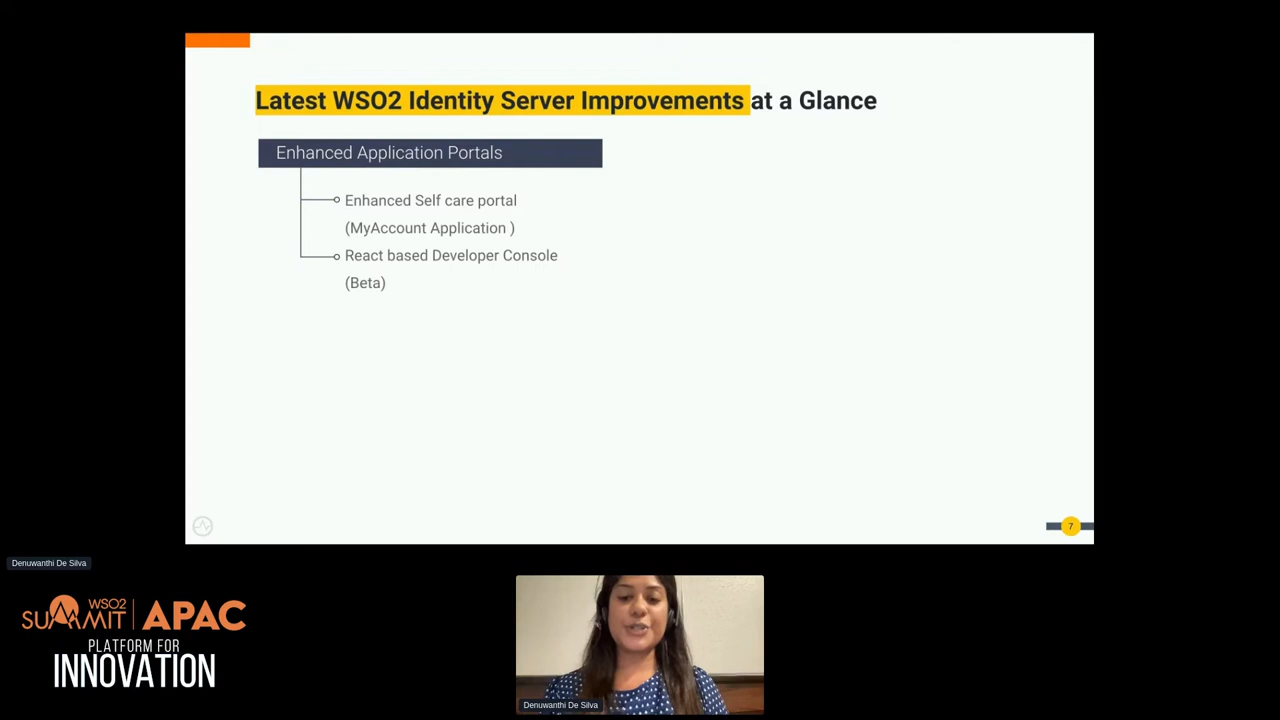 Latest WSO2 Identity Server Improvements at a Glance
Enhanced Application Portals
Enhanced Self care portal
(MyAccount Application )
React based Developer Console
(Beta)
7
Denuwanthi De Silva
WSO2
SUMMIT APAC
PLATFORM FOR
INNOVATION
Denuwanthi De Silva